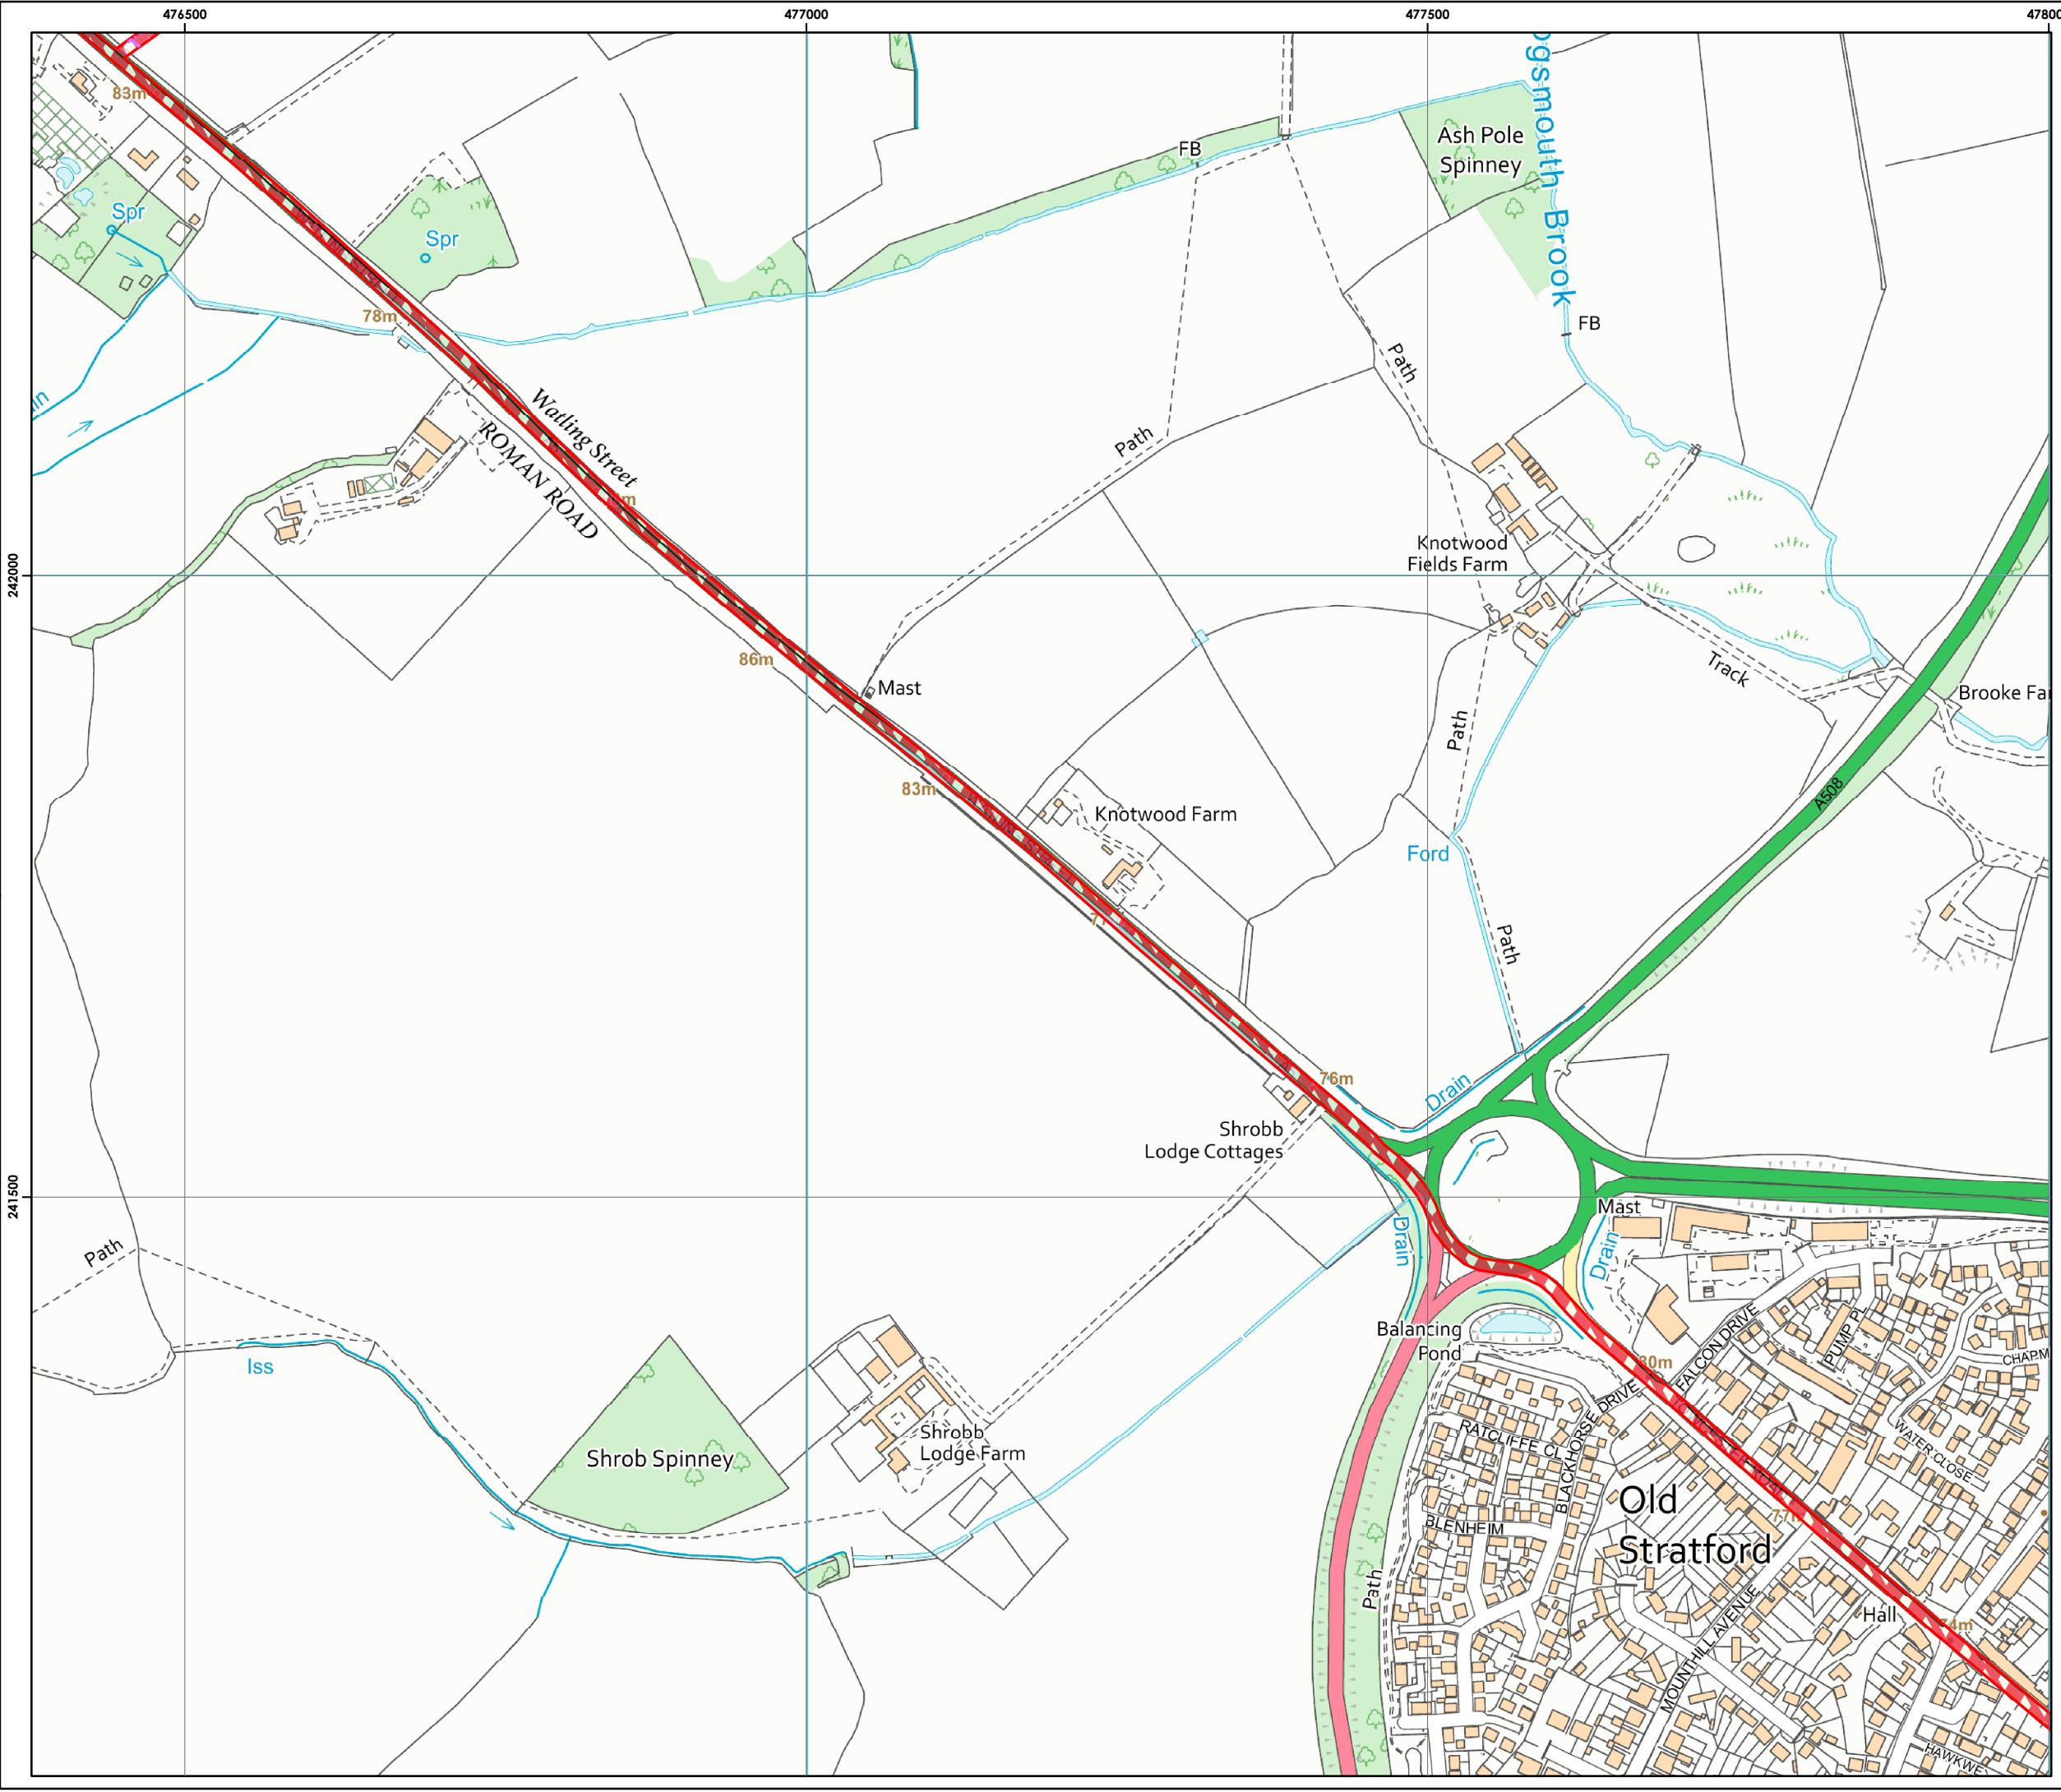 476500
477000
477500
83m
ogsmouth Brook
Ash Pole
Spinney
FB
Spr
Spr
78m
FB
Path
Watling Street
ROMAN ROAD
Path
Knotwood
Fields Farm
242000
86m
Mast
Track
Brooke Fa
Path
83m
A508
Knotwood Farm
Ford
Path
76m
Drain
Shrobb
Lodge Cottages
241500
Mast
Drain
Drain
Path
Balancing
Pond
Iss
80m
FALCON DRIVE
PUMP PL
CHAPM
BLACKHORSE DRIVE
RATCLIFFE CL
WATER CLOSE
Shrobb
Lodge Farm
Shrob Spinney
Old
Stratford
BLENHEIM
Path
Hall
74m
MOUNTHILL AVENUE
HAWKWE